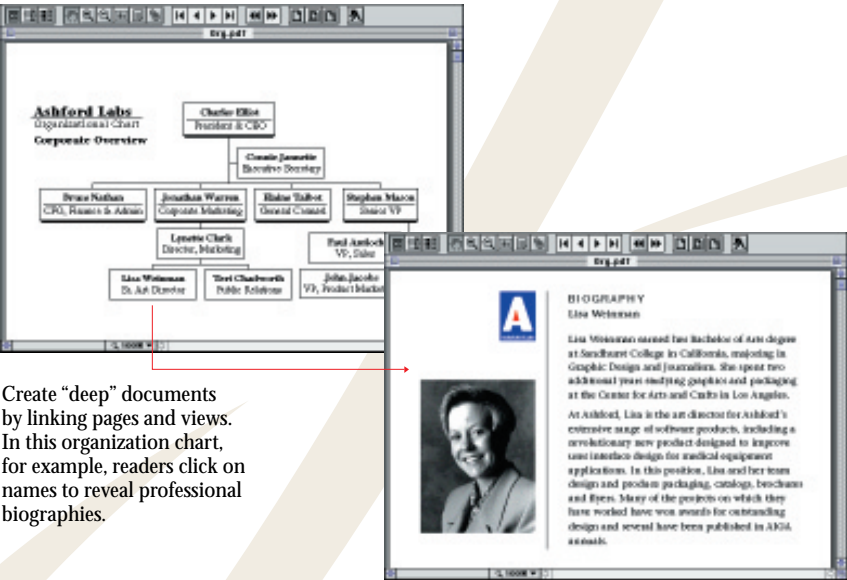 Org.pdf
Ashford Labs
Organizational Chart
Corporate Overview
Charles Elliot
President & CEO
Connie Jannette
Executive Secretary
Bruce Nathan
CFO, Finance & Admin
Jonathan Warren
Corporate Marketing
Elaine Talbot
General Counsel
Stephen Mason
Senior VP
Lynette Clark
Director, Marketing
Paul Antioch
VP, Sales
Lisa Weinman
Sr. Art Director
Teri Chadworth
Public Relations
John Jacobs
VP, Product Market
100%
Org.pdf
A
BIOGRAPHY
Lisa Weinman
Lisa Weinman earned her Bachelor of Arts degree
at Sandhurst College in California, majoring in
Graphic Design and Journalism. She spent two
additional years studying graphics and packaging
at the Center for Arts and Crafts in Los Angeles.
At Ashford, Lisa is the art director for Ashford's
extensive range of software products, including a
revolutionary new product designed to improve
user interface design for medical equipment
applications. In this position, Lisa and her team
design and produce packaging, catalogs, brochures
and flyers. Many of the projects on which they
have worked have won awards for outstanding
design and several have been published in
annuals.
100%
Create “deep” documents
by linking pages and views.
In this organization chart,
for example, readers click on
names to reveal professional
biographies.